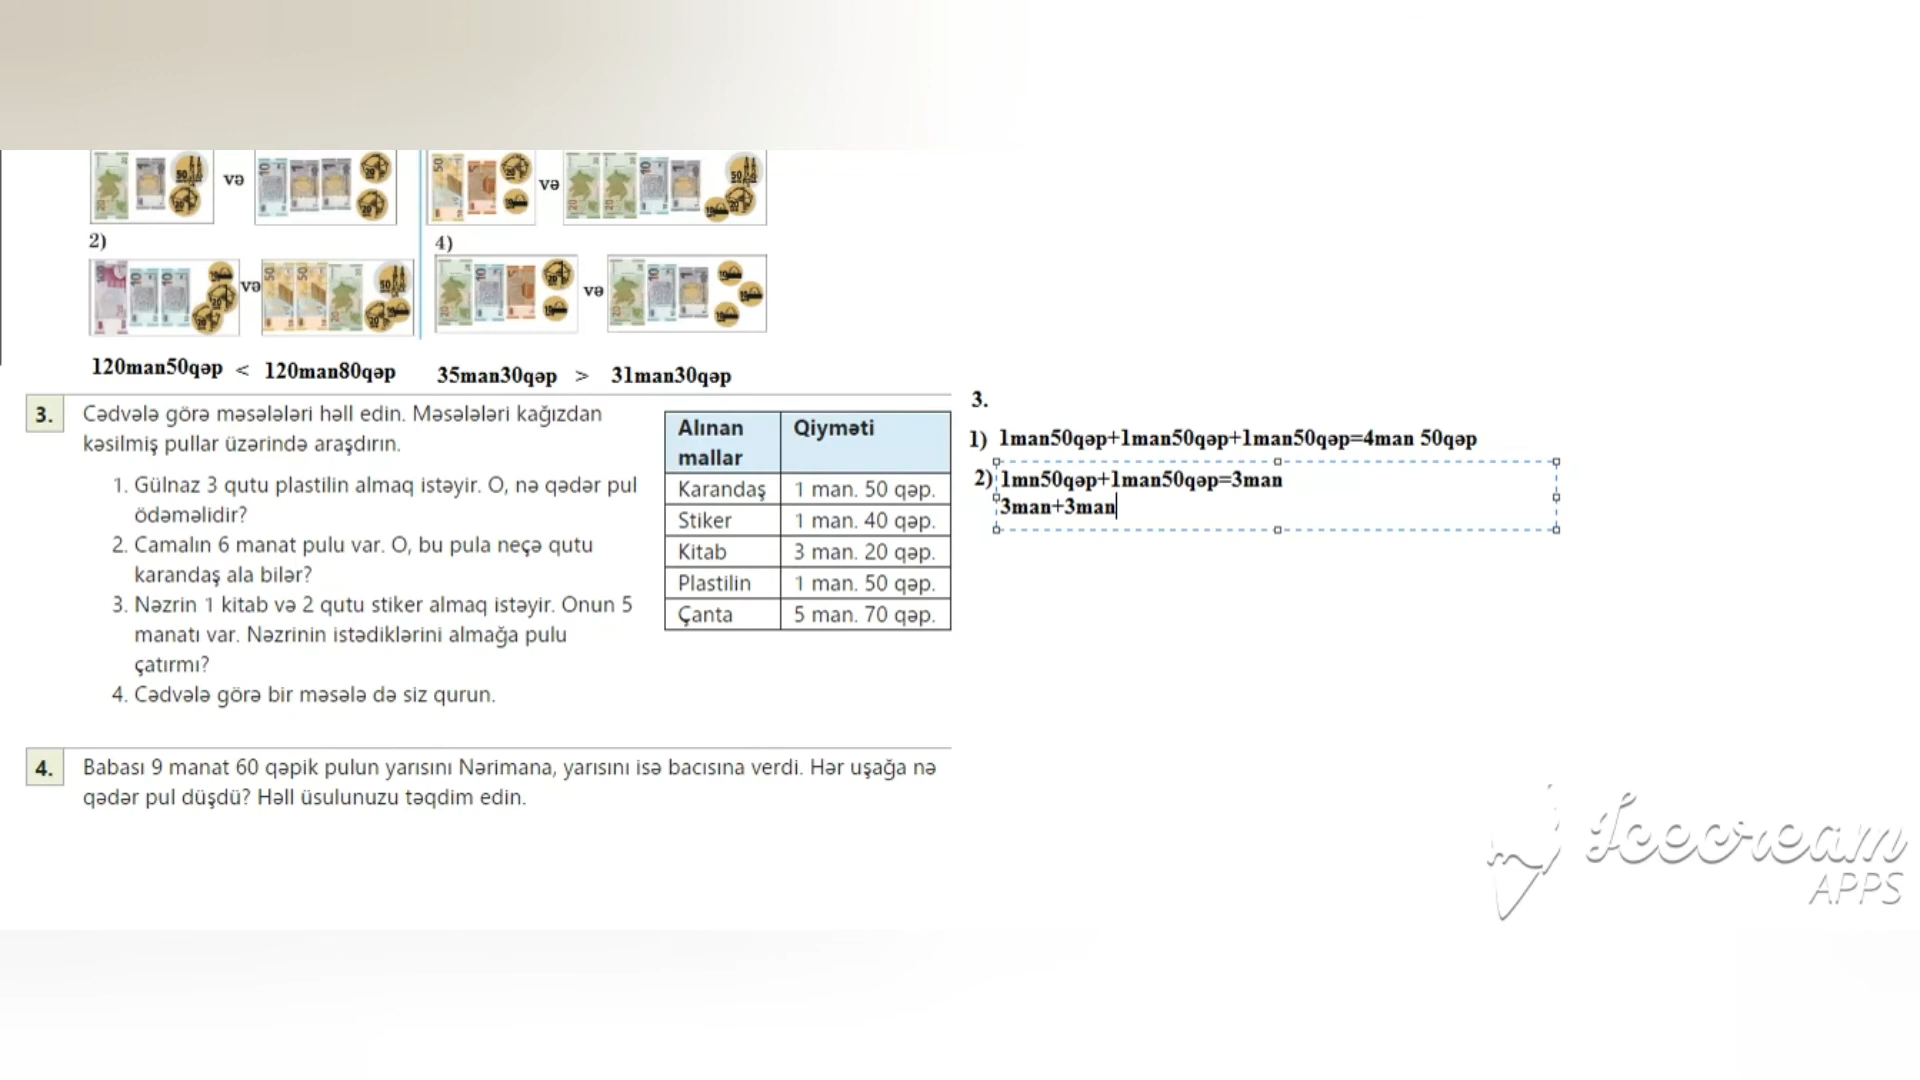 və
və
2)
4)
və
və
120man50qəp < 120man80qəp
35man30qəp > 31man30qəp
3. Cədvələ görə məsələləri həll edin. Məsələləri kağızdan
kəsilmiş pullar üzərində araşdırın.
1. Gülnaz 3 qutu plastilin almaq istəyir. O, nə qədər pul
ödəməlidir?
2. Camalın 6 manat pulu var. O, bu pula neçə qutu
karandaş ala bilər?
3. Nəzrin 1 kitab və 2 qutu stiker almaq istəyir. Onun 5
manatı var. Nəzrinin istədiklərini almağa pulu
çatırmı?
4. Cədvələ görə bir məsələ də siz qurun.
Alınan mallar Qiyməti
Karandaş 1 man. 50 qəp.
Stiker 1 man. 40 qəp.
Kitab 3 man. 20 qəp.
Plastilin 1 man. 50 qəp.
Çanta 5 man. 70 qəp.
4. Babası 9 manat 60 qəpik pulun yarısını Nərimana, yarısını isə bacısına verdi. Hər uşağa nə
qədər pul düşdü? Həll üsulunuzu təqdim edin.
3.
1) 1man50qəp+1man50qəp+1man50qəp=4man 50qəp
2) 1mn50qəp+1man50qəp=3man
3man+3man
Icecream
APPS